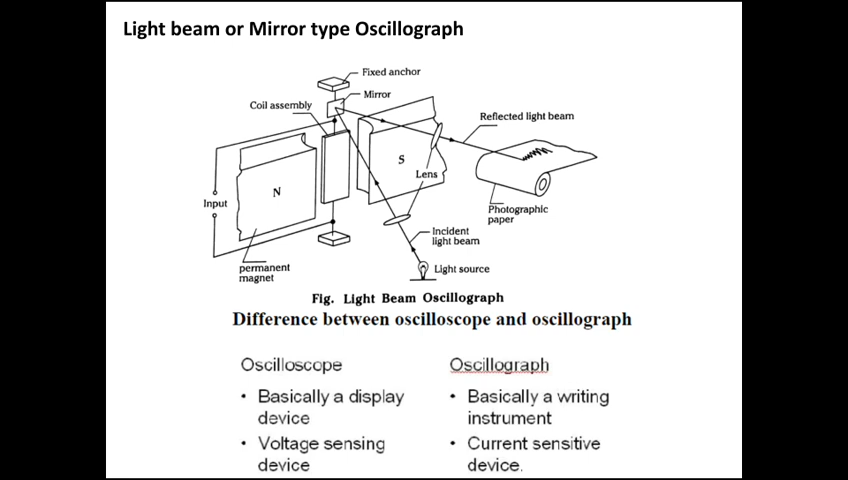 Light beam or Mirror type Oscillograph
Fixed anchor
Mirror
Coil assembly
Reflected light beam
S
Lens
N
Input
Photographic
paper
Incident
light beam
permanent
magnet
Light source
Fig. Light Beam Oscillograph
Difference between oscilloscope and oscillograph
Oscilloscope
• Basically a display
device
• Voltage sensing
device
Oscillograph
• Basically a writing
instrument
• Current sensitive
device.